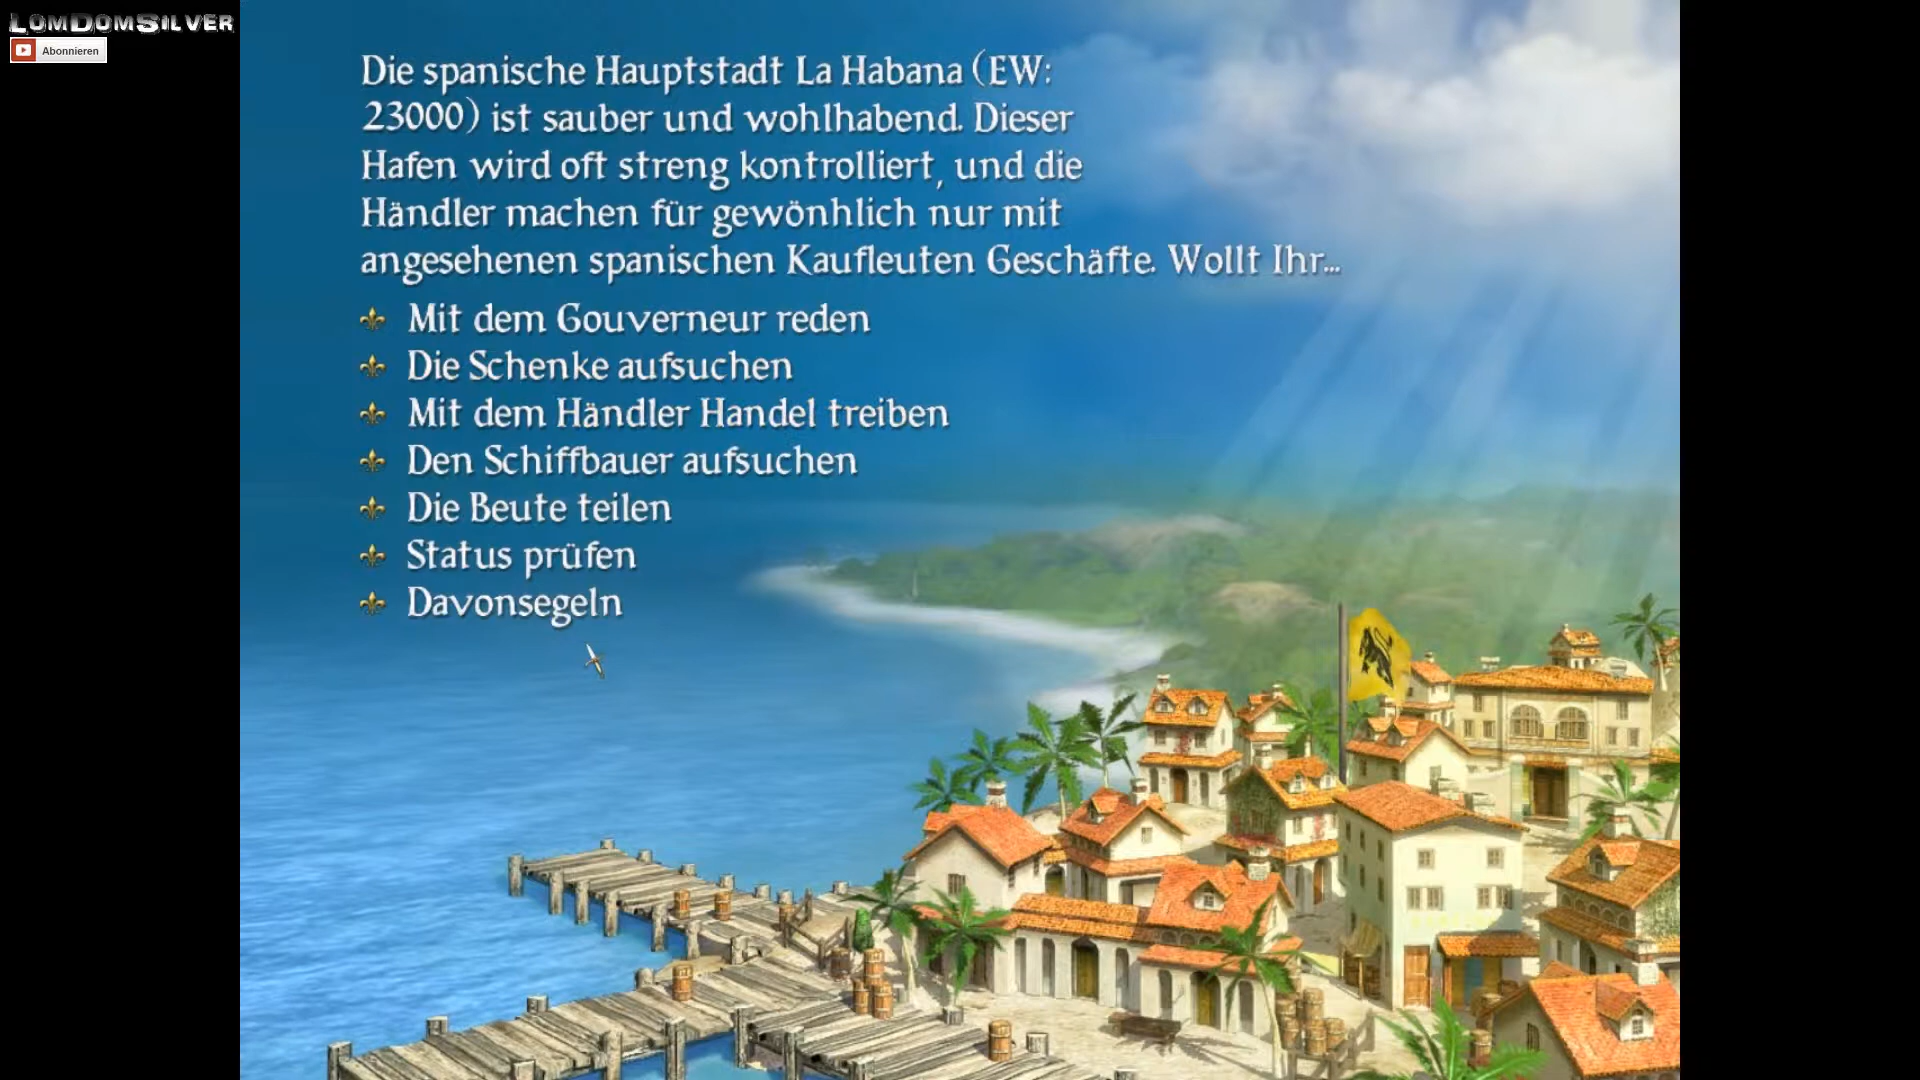 LomDomSilver
Abonnieren
Die spanische Hauptstadt La Habana (EW:
23000) ist sauber und wohlhabend. Dieser
Hafen wird oft streng kontrolliert, und die
Händler machen für gewönhlich nur mit
angesehenen spanischen Kaufleuten Geschäfte. Wollt Ihr...
Mit dem Gouverneur reden
Die Schenke aufsuchen
Mit dem Händler Handel treiben
Den Schiffbauer aufsuchen
Die Beute teilen
Status prüfen
Davonsegeln